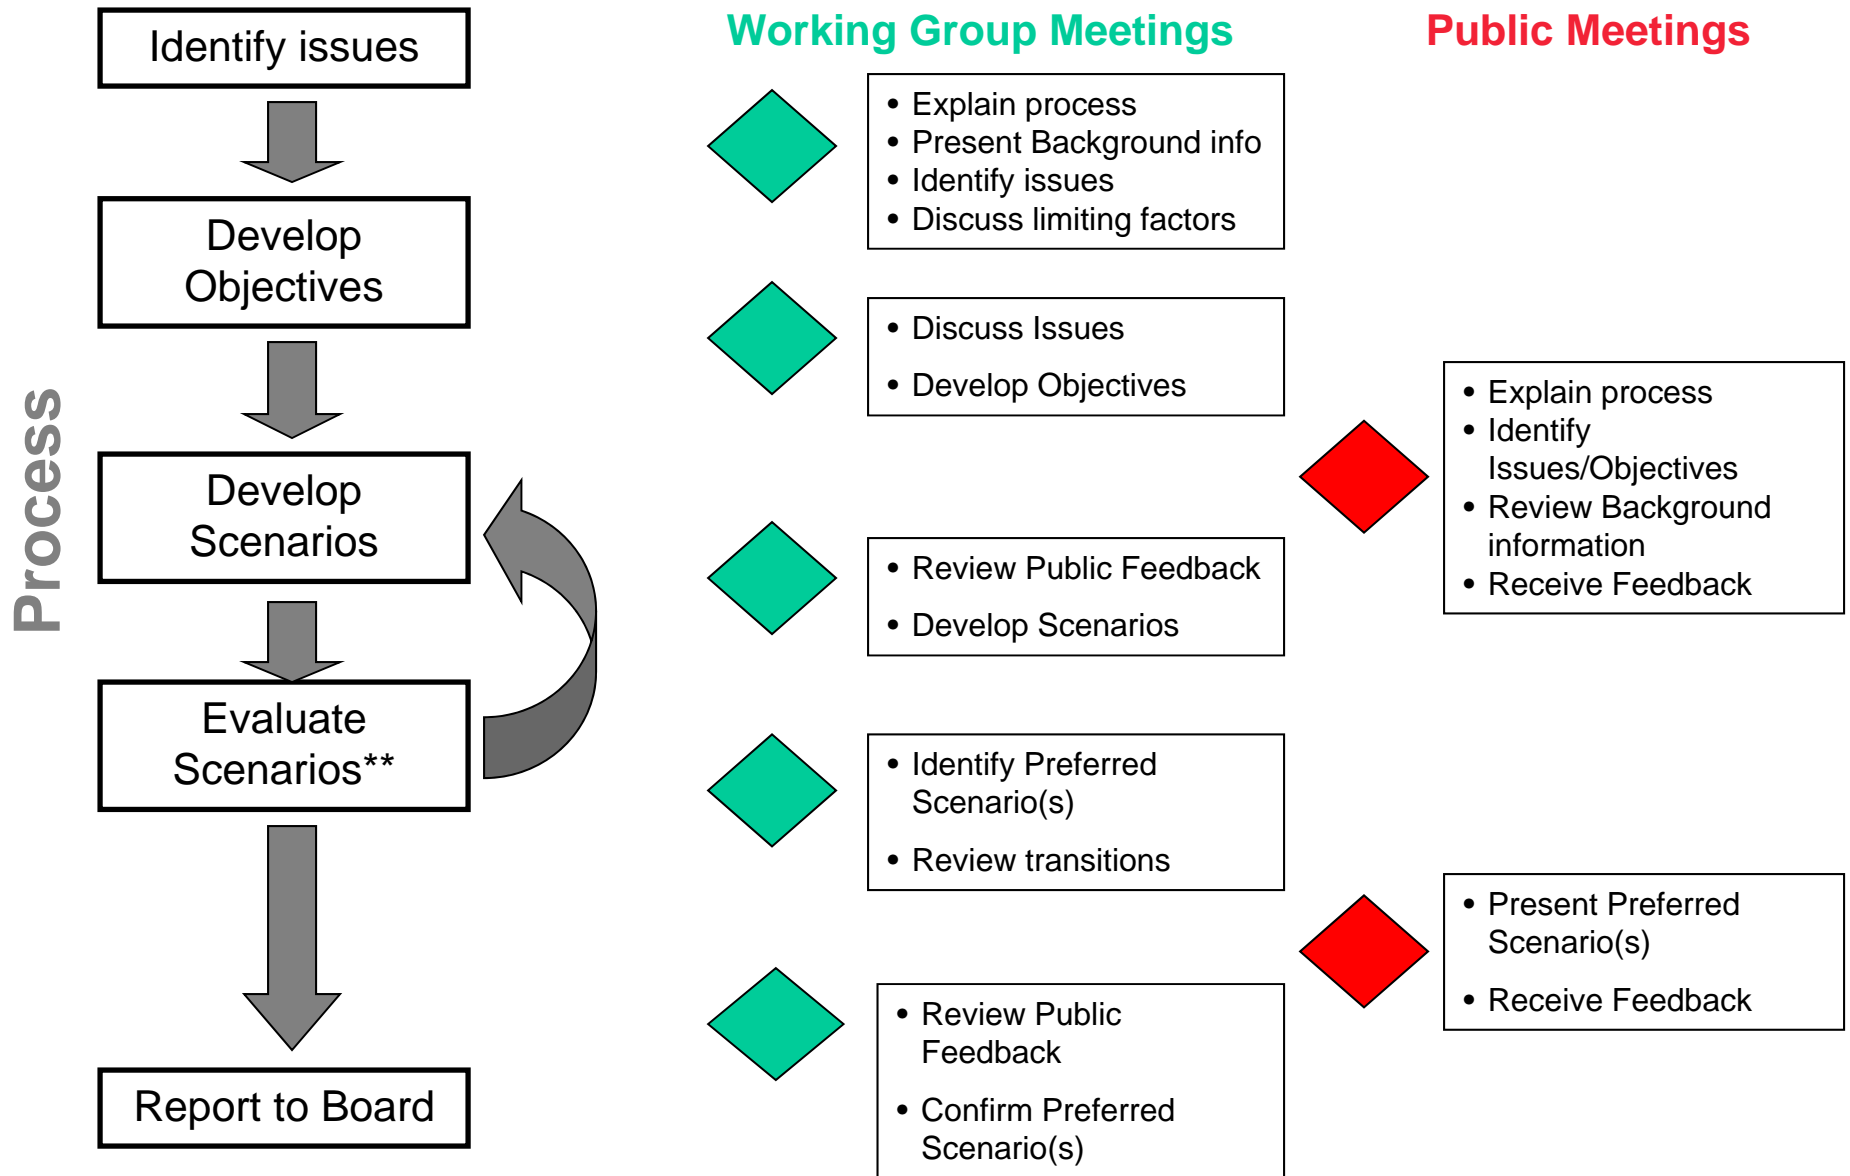 Process
Identify issues
Develop
Objectives
Develop
Scenarios
Evaluate
Scenarios**
Report to Board
Working Group Meetings
• Explain process
• Present Background info
• Identify issues
• Discuss limiting factors
• Discuss Issues
• Develop Objectives
• Review Public Feedback
• Develop Scenarios
• Identify Preferred
Scenario(s)
• Review transitions
• Review Public
Feedback
• Confirm Preferred
Scenario(s)
Public Meetings
• Explain process
• Identify
Issues/Objectives
• Review Background
information
• Receive Feedback
• Present Preferred
Scenario(s)
• Receive Feedback